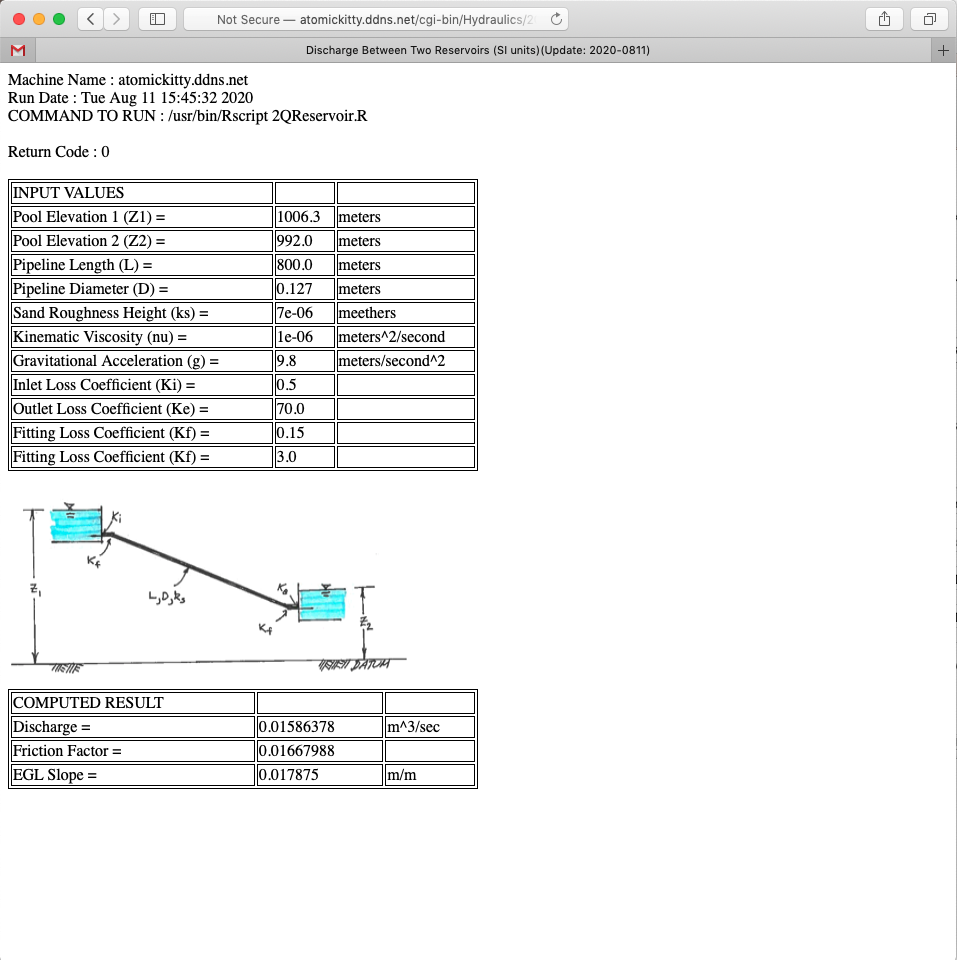 Not Secure — atomickitty.ddns.net/cgi-bin/Hydraulics/2
Discharge Between Two Reservoirs (SI units)(Update: 2020-0811)
Machine Name : atomickitty.ddns.net
Run Date : Tue Aug 11 15:45:32 2020
COMMAND TO RUN : /usr/bin/Rscript 2QReservoir.R
Return Code : 0
INPUT VALUES
Pool Elevation 1 (Z1) = 1006.3 meters
Pool Elevation 2 (Z2) = 992.0 meters
Pipeline Length (L) = 800.0 meters
Pipeline Diameter (D) = 0.127 meters
Sand Roughness Height (ks) = 7e-06 meethers
Kinematic Viscosity (nu) = 1e-06 meters^2/second
Gravitational Acceleration (g) = 9.8 meters/second^2
Inlet Loss Coefficient (Ki) = 0.5
Outlet Loss Coefficient (Ke) = 70.0
Fitting Loss Coefficient (Kf) = 0.15
Fitting Loss Coefficient (Kf) = 3.0
Ki
Kf
Z1
L,D,ks
Ke
Kf
Z2
DATUM
COMPUTED RESULT
Discharge = 0.01586378 m^3/sec
Friction Factor = 0.01667988
EGL Slope = 0.017875 m/m